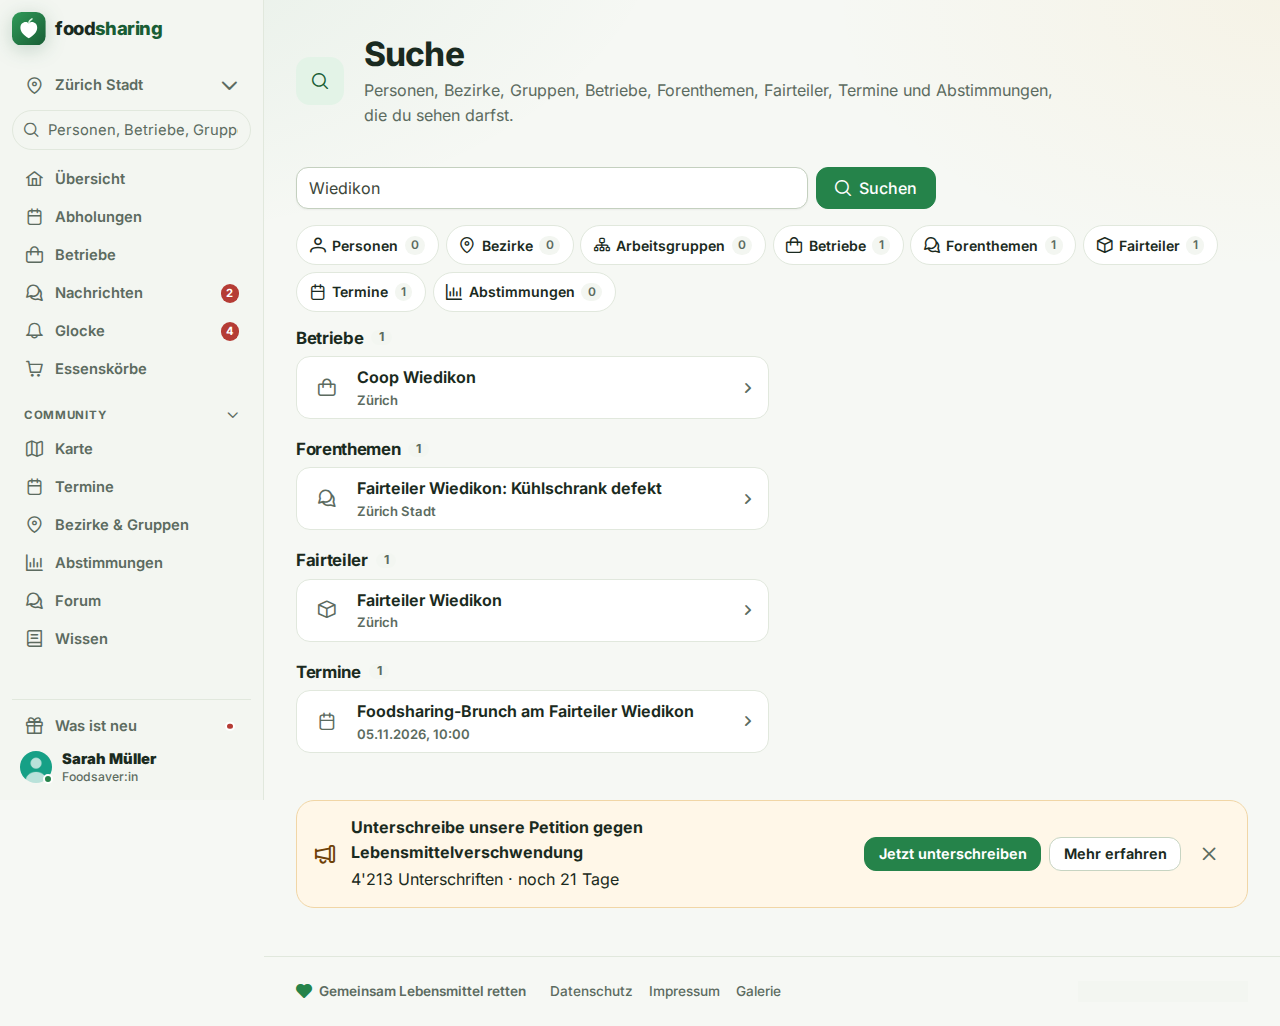 foodsharing
Zürich Stadt
Personen, Betriebe, Grupp
Übersicht
Abholungen
Betriebe
Nachrichten 2
Glocke 4
Essenskörbe
COMMUNITY
Karte
Termine
Bezirke & Gruppen
Abstimmungen
Forum
Wissen
Was ist neu
Sarah Müller
Foodsaver:in
Suche
Personen, Bezirke, Gruppen, Betriebe, Forenthemen, Fairteiler, Termine und Abstimmungen,
die du sehen darfst.
Wiedikon
Suchen
Personen 0 Bezirke 0 Arbeitsgruppen 0 Betriebe 1 Forenthemen 1 Fairteiler 1
Termine 1 Abstimmungen 0
Betriebe 1
Coop Wiedikon
Zürich
Forenthemen 1
Fairteiler Wiedikon: Kühlschrank defekt
Zürich Stadt
Fairteiler 1
Fairteiler Wiedikon
Zürich
Termine 1
Foodsharing-Brunch am Fairteiler Wiedikon
05.11.2026, 10:00
Unterschreibe unsere Petition gegen
Lebensmittelverschwendung
4'213 Unterschriften · noch 21 Tage
Jetzt unterschreiben
Mehr erfahren
Gemeinsam Lebensmittel retten Datenschutz Impressum Galerie